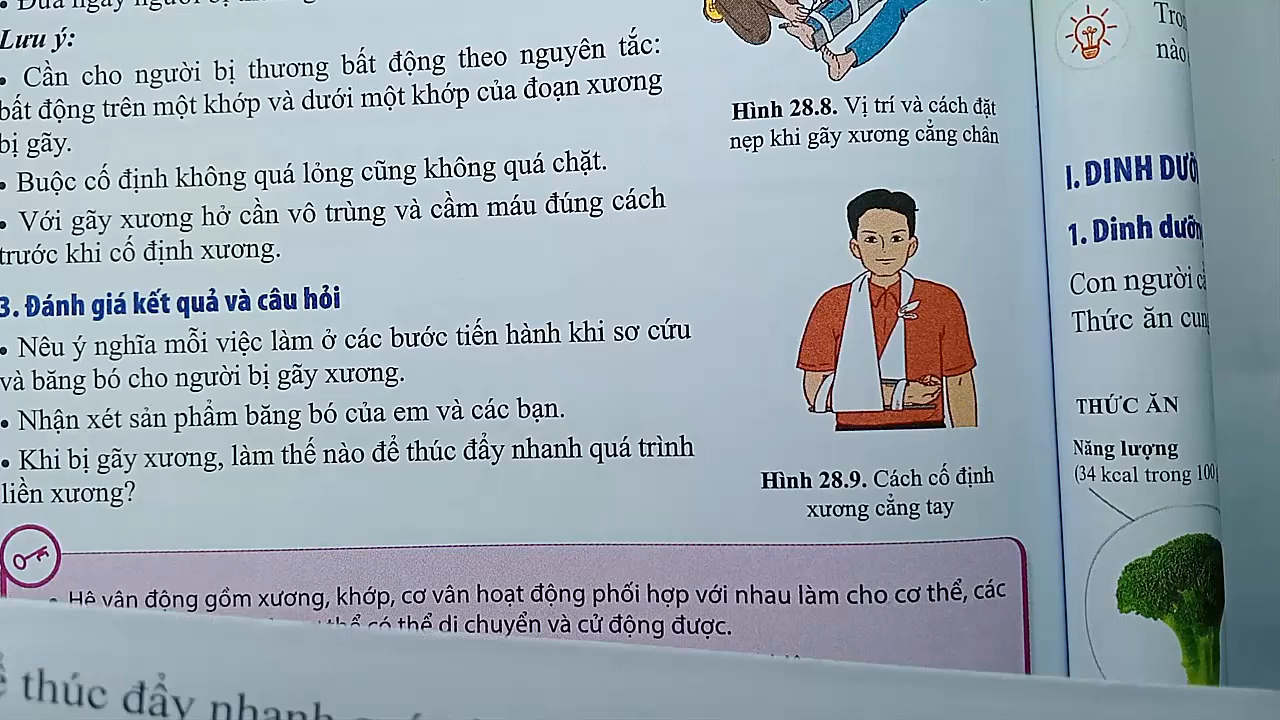 Lưu ý:
• Cần cho người bị thương bất động theo nguyên tắc:
bất động trên một khớp và dưới một khớp của đoạn xương
bị gãy.
• Buộc cố định không quá lỏng cũng không quá chặt.
• Với gãy xương hở cần vô trùng và cầm máu đúng cách
trước khi cố định xương.
3. Đánh giá kết quả và câu hỏi
• Nêu ý nghĩa mỗi việc làm ở các bước tiến hành khi sơ cứu
và băng bó cho người bị gãy xương.
• Nhận xét sản phẩm băng bó của em và các bạn.
• Khi bị gãy xương, làm thế nào để thúc đẩy nhanh quá trình
liền xương?
Hình 28.8. Vị trí và cách đặt
nẹp khi gãy xương cẳng chân
Hình 28.9. Cách cố định
xương cẳng tay
• Hệ vận động gồm xương, khớp, cơ vân hoạt động phối hợp với nhau làm cho cơ thể, các
có thể di chuyển và cử động được.
thúc đẩy nhanh
nào
I. DINH
1. Dinh
Con người
Thức ăn
THỨC ĂN
Năng lượng
(34 kcal trong